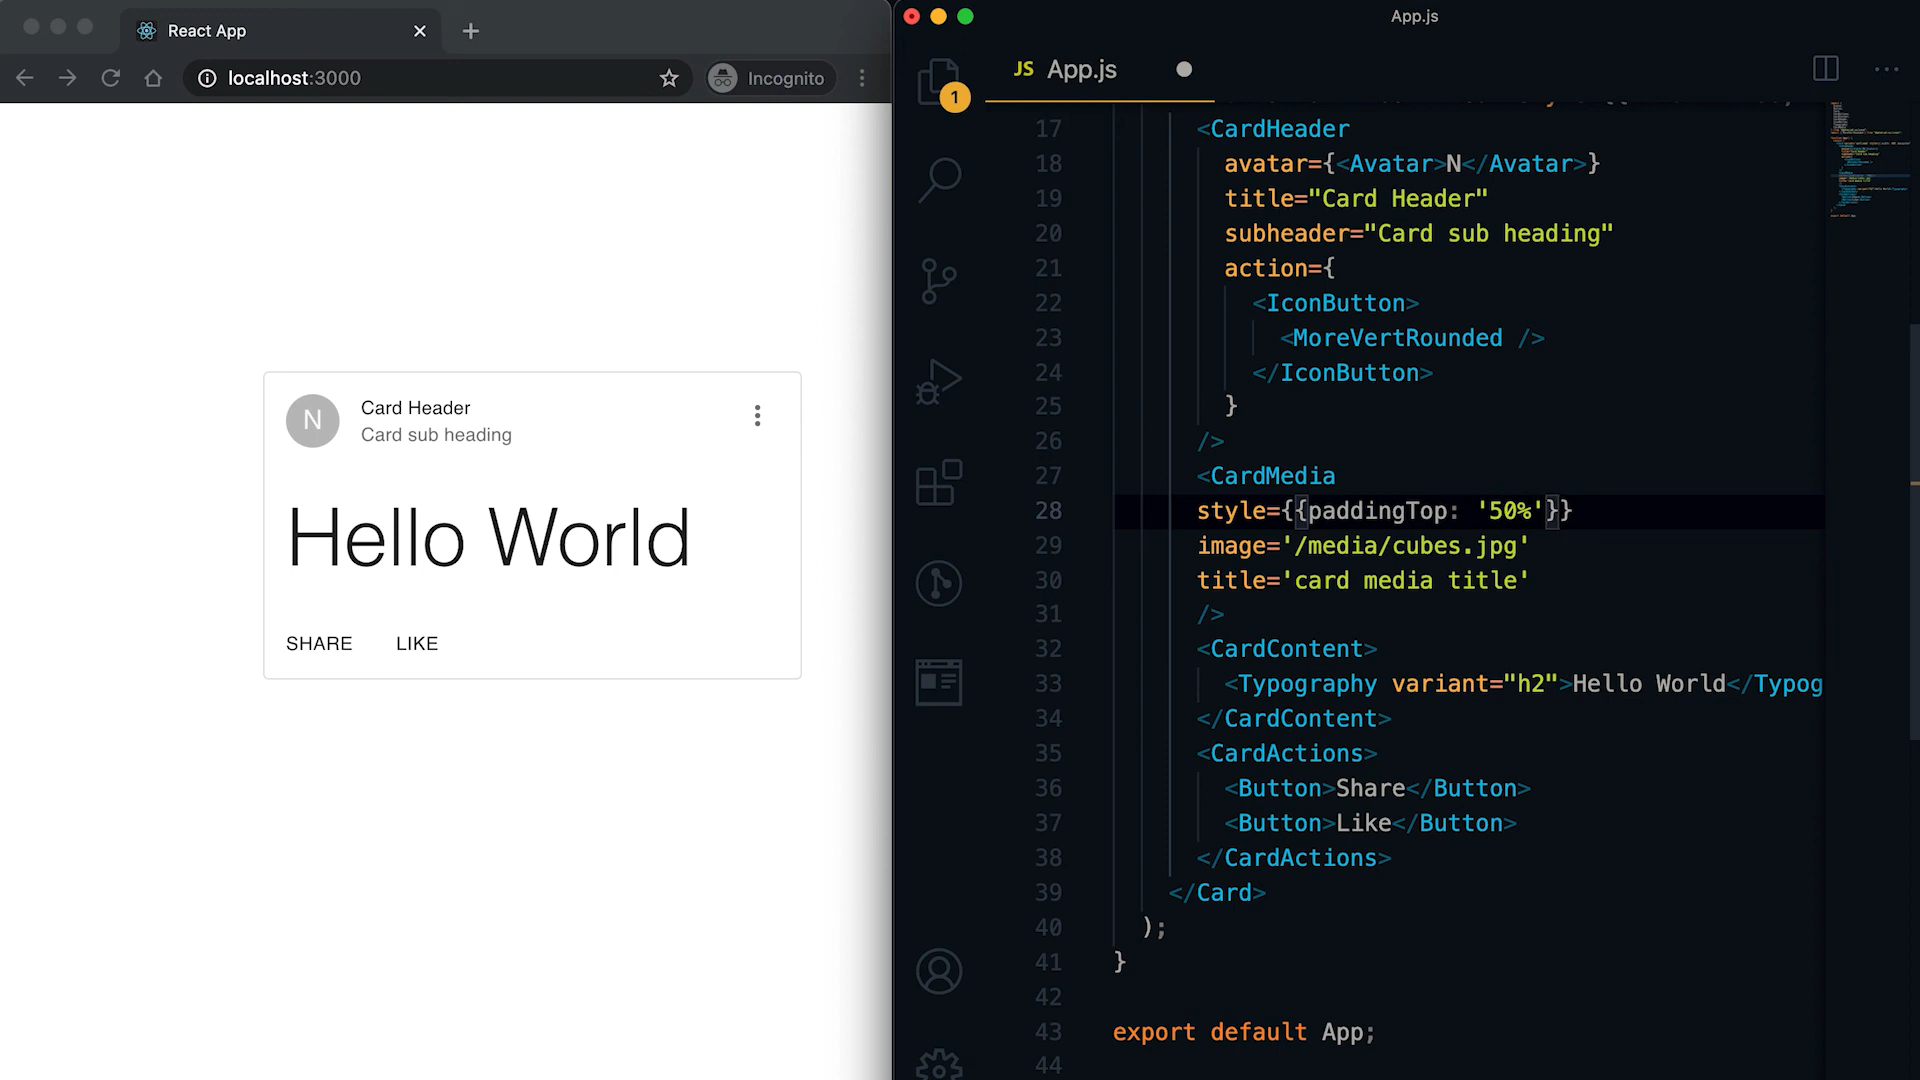 React App
localhost:3000
Incognito
N
Card Header
Card sub heading
Hello World
SHARE LIKE
App.js
JS App.js
1
17 <CardHeader
18 avatar={<Avatar>N</Avatar>}
19 title="Card Header"
20 subheader="Card sub heading"
21 action={
22 <IconButton>
23 <MoreVertRounded />
24 </IconButton>
25 }
26 />
27 <CardMedia
28 style={{paddingTop: '50%'}}
29 image='/media/cubes.jpg'
30 title='card media title'
31 />
32 <CardContent>
33 <Typography variant="h2">Hello World</Typog
34 </CardContent>
35 <CardActions>
36 <Button>Share</Button>
37 <Button>Like</Button>
38 </CardActions>
39 </Card>
40 );
41 }
42
43 export default App;
44